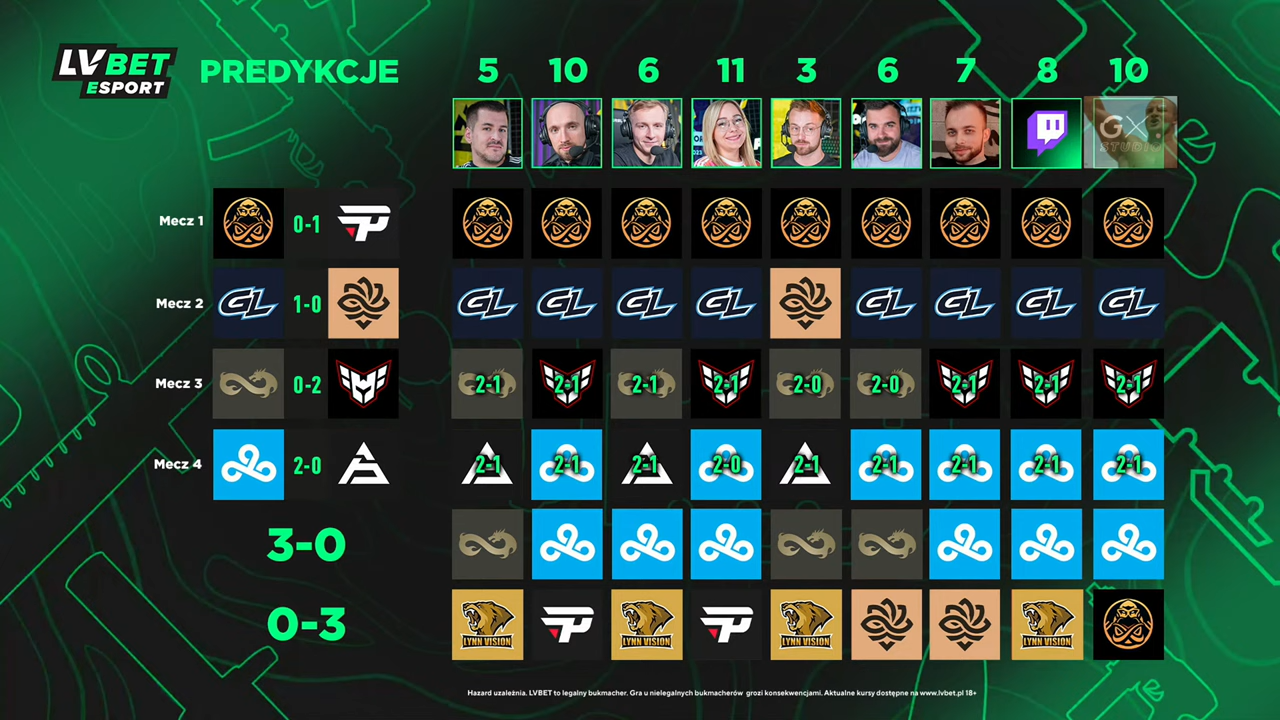 LVBET
ESPORT
PREDYKCJE
5 10 6 11 3 6 7 8 10
GX
STUDIO
Mecz 1 0-1
Mecz 2 GL 1-0 GL GL GL GL GL GL GL GL
Mecz 3 0-2 2-1 2-1 2-1 2-1 2-0 2-0 2-1 2-1 2-1
Mecz 4 2-0 2-1 2-1 2-1 2-0 2-1 2-1 2-1 2-1 2-1
3-0
0-3 LYNN VISION LYNN VISION LYNN VISION LYNN VISION
Hazard uzależnia. LVBET to legalny bukmacher. Gra u nielegalnych bukmacherów grozi konsekwencjami. Aktualne kursy dostępne na www.lvbet.pl 18+